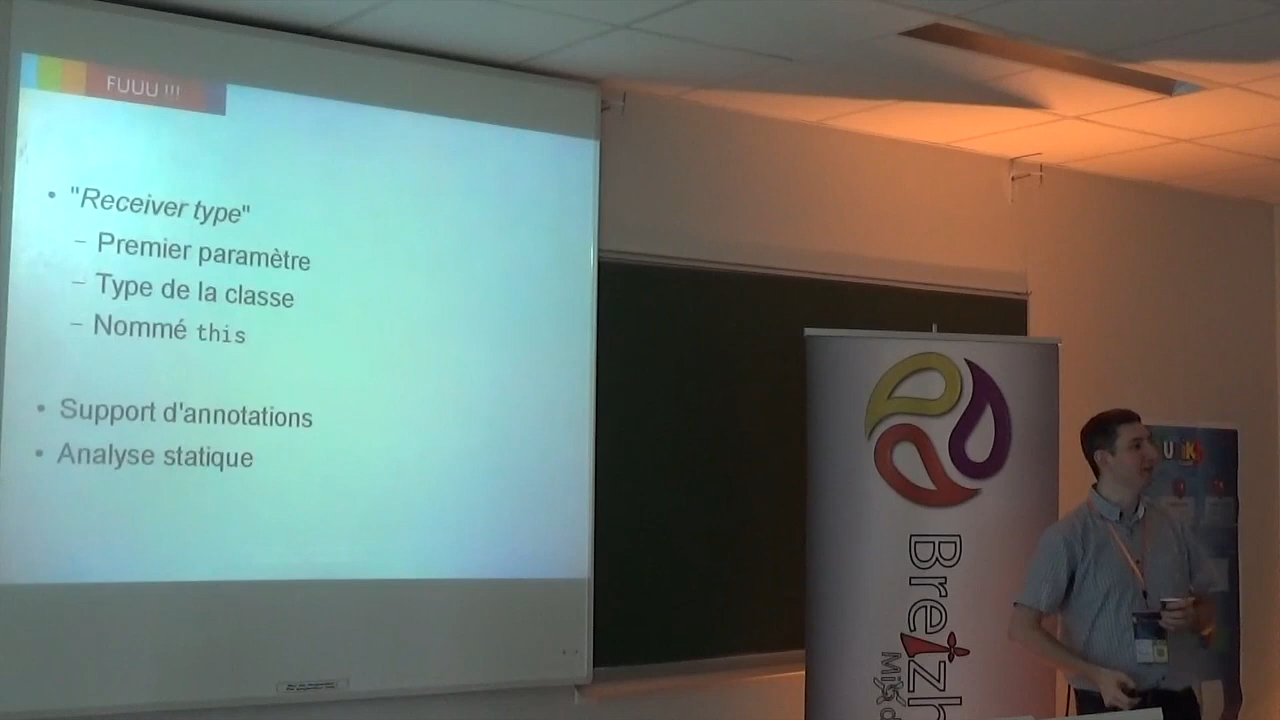 FUUU !!!
• "Receiver type"
– Premier paramètre
– Type de la classe
– Nommé this
• Support d'annotations
• Analyse statique
Breizh